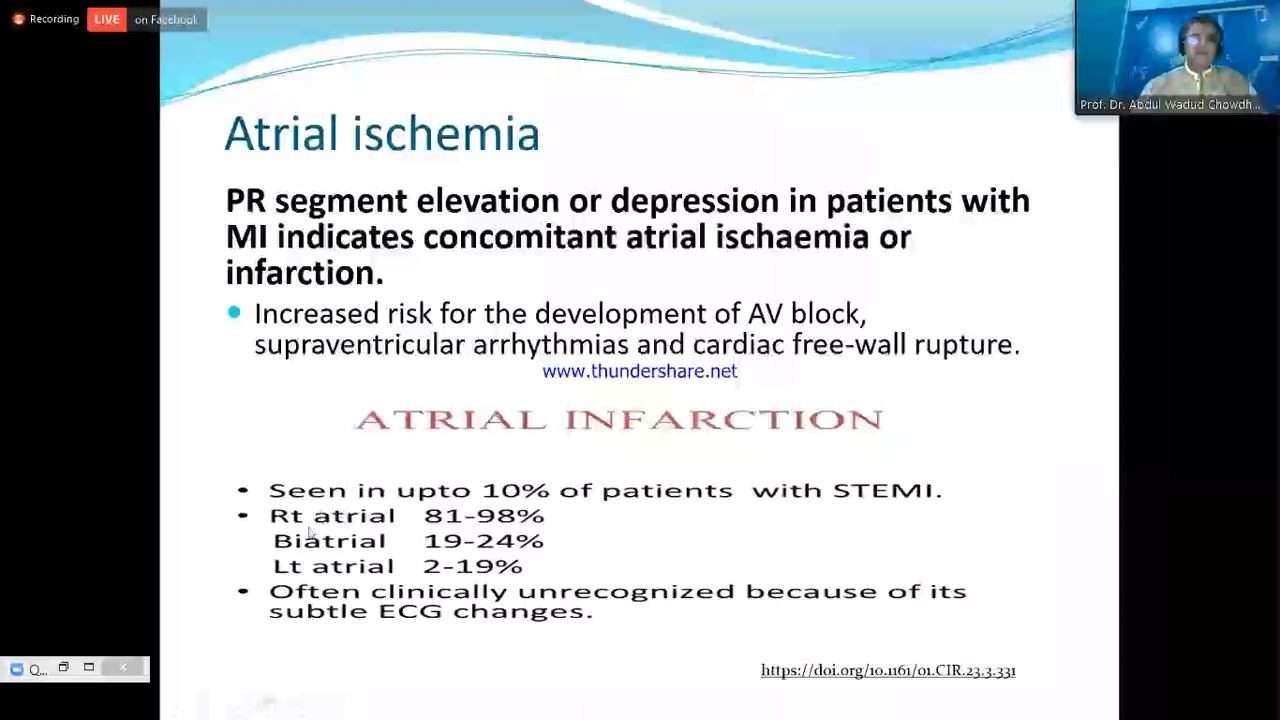 Recording LIVE on Facebook
Prof. Dr. Abdul Wadud Chowdh...
Atrial ischemia
PR segment elevation or depression in patients with
MI indicates concomitant atrial ischaemia or
infarction.
• Increased risk for the development of AV block,
supraventricular arrhythmias and cardiac free-wall rupture.
www.thundershare.net
ATRIAL INFARCTION
• Seen in upto 10% of patients with STEMI.
• Rt atrial 81-98%
Biatrial 19-24%
Lt atrial 2-19%
• Often clinically unrecognized because of its
subtle ECG changes.
Q...
https://doi.org/10.1161/01.CIR.23.3.331